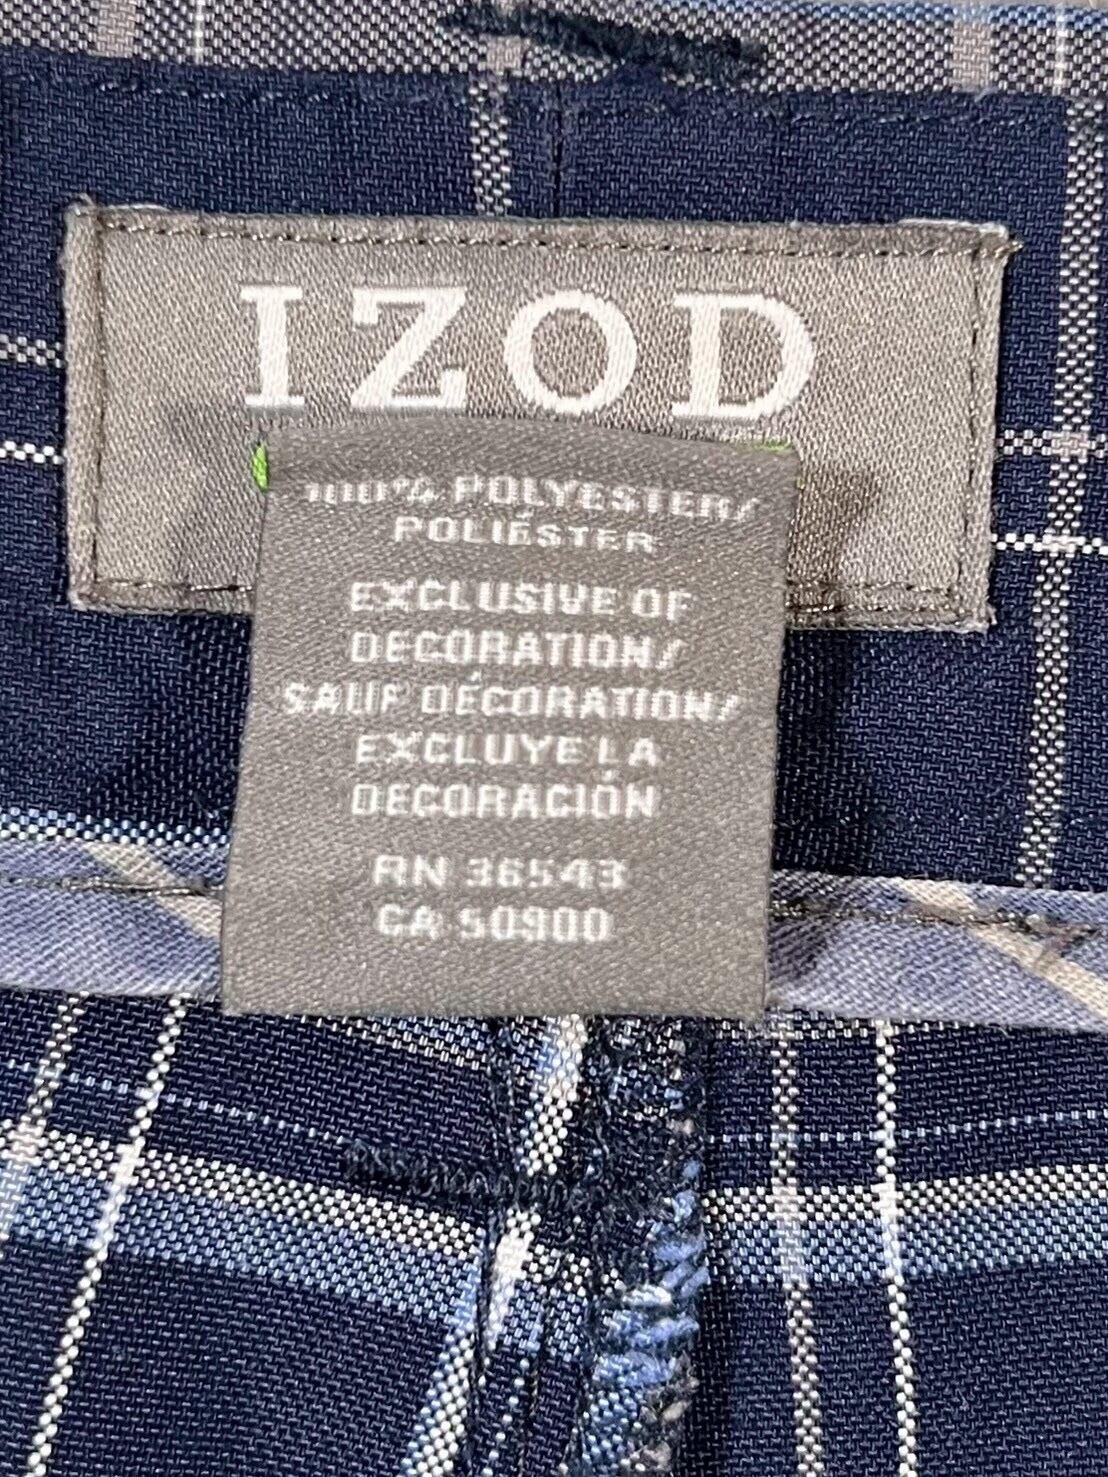 IZOD
100% POLYESTER/
POLIÉSTER
EXCLUSIVE OF
DECORATION/
SAUF DÉCORATION/
EXCLUYE LA
DECORACIÓN
RN 36543
CA 50900